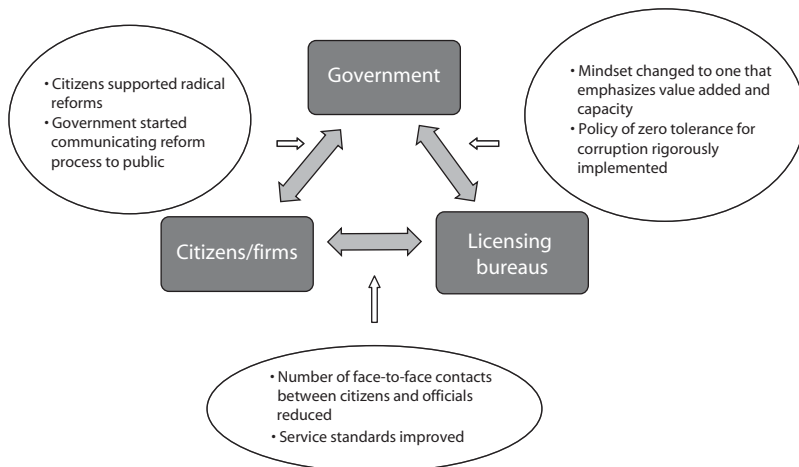 Government
• Citizens supported radical
reforms
• Government started
communicating reform
process to public
• Mindset changed to one that
emphasizes value added and
capacity
• Policy of zero tolerance for
corruption rigorously
implemented
Citizens/firms
Licensing
bureaus
• Number of face-to-face contacts
between citizens and officials
reduced
• Service standards improved